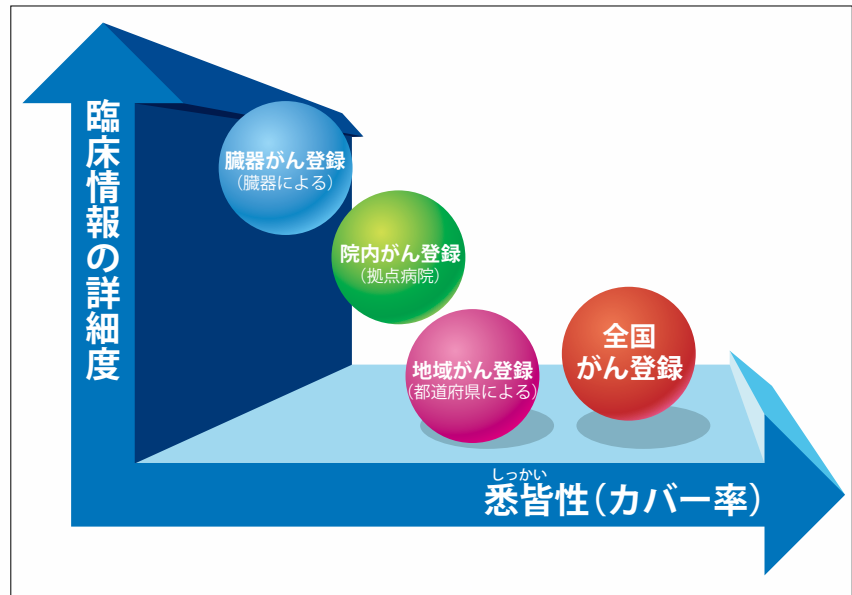 臨床情報の詳細度
臓器がん登録
（臓器による）
院内がん登録
（拠点病院）
地域がん登録
（都道府県による）
全国
がん登録
しっかい
悉皆性（カバー率）